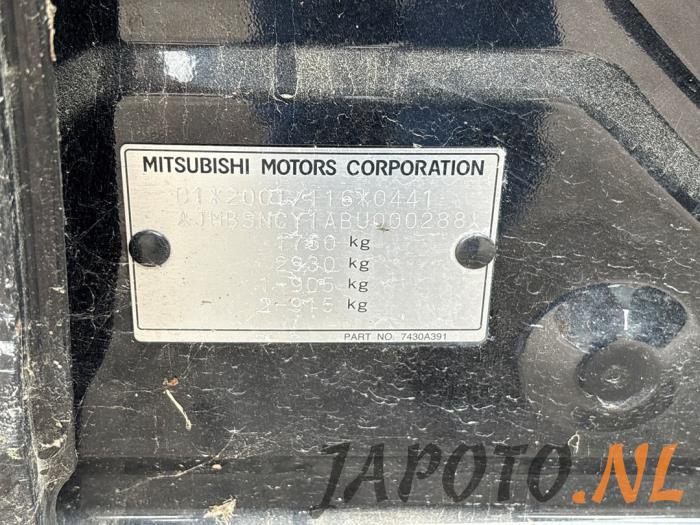 MITSUBISHI MOTORS CORPORATION
B1*2001/116*0441
*JMBSNCY1ABU000288*
1760 kg
2930 kg
1-905 kg
2-915 kg
PART NO. 7430A391
JAPOTO.NL